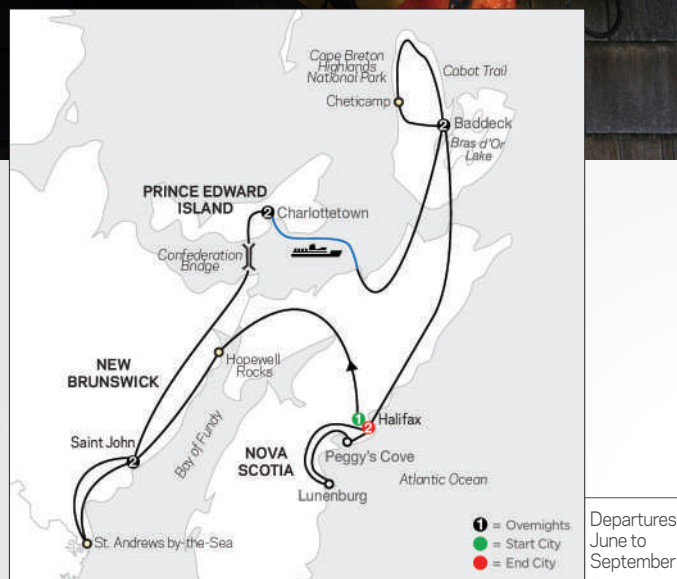 Cape Breton
Highlands
National Park
Cabot Trail
Cheticamp
2
Baddeck
Bras d'Or
Lake
PRINCE EDWARD
ISLAND
2
Charlottetown
Confederation
Bridge
Hopewell
Rocks
NEW
BRUNSWICK
Bay of Fundy
1
Halifax
2
Saint John
2
NOVA
SCOTIA
Peggy's Cove
Atlantic Ocean
Lunenburg
St. Andrews by-the-Sea
1 = Overnights
= Start City
= End City
Departures
June to
September